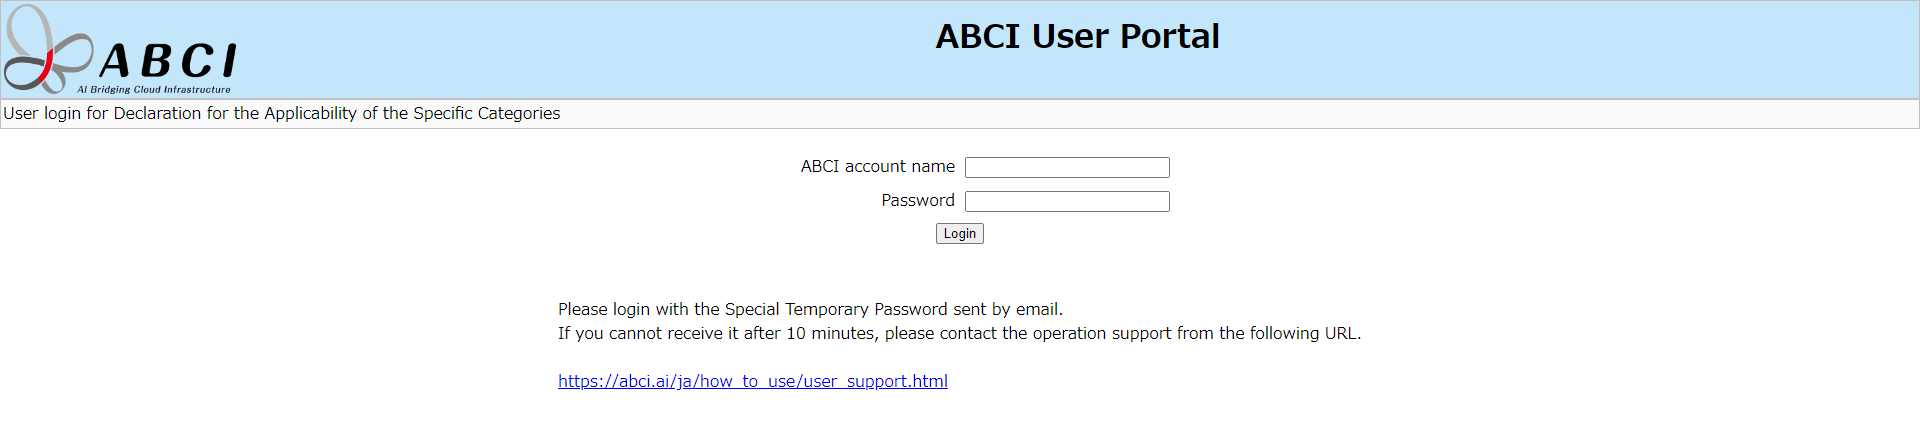 ABCI
AI Bridging Cloud Infrastructure
ABCI User Portal
User login for Declaration for the Applicability of the Specific Categories
ABCI account name
Password
Login
Please login with the Special Temporary Password sent by email.
If you cannot receive it after 10 minutes, please contact the operation support from the following URL.
https://abci.ai/ja/how_to_use/user_support.html